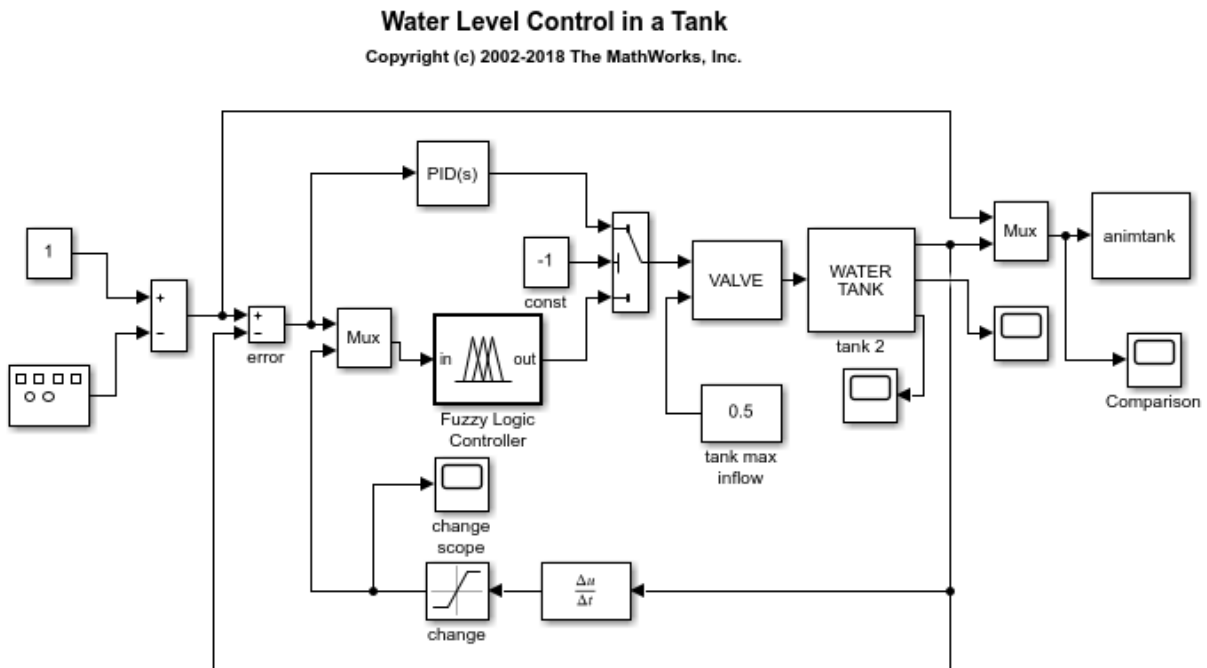 Water Level Control in a Tank
Copyright (c) 2002-2018 The MathWorks, Inc.
PID(s)
1
+
−
+
−
error
Mux
in
out
Fuzzy Logic
Controller
-1
const
VALVE
WATER
TANK
tank 2
0.5
tank max
inflow
Mux
animtank
Comparison
change
scope
change
Δu
Δt